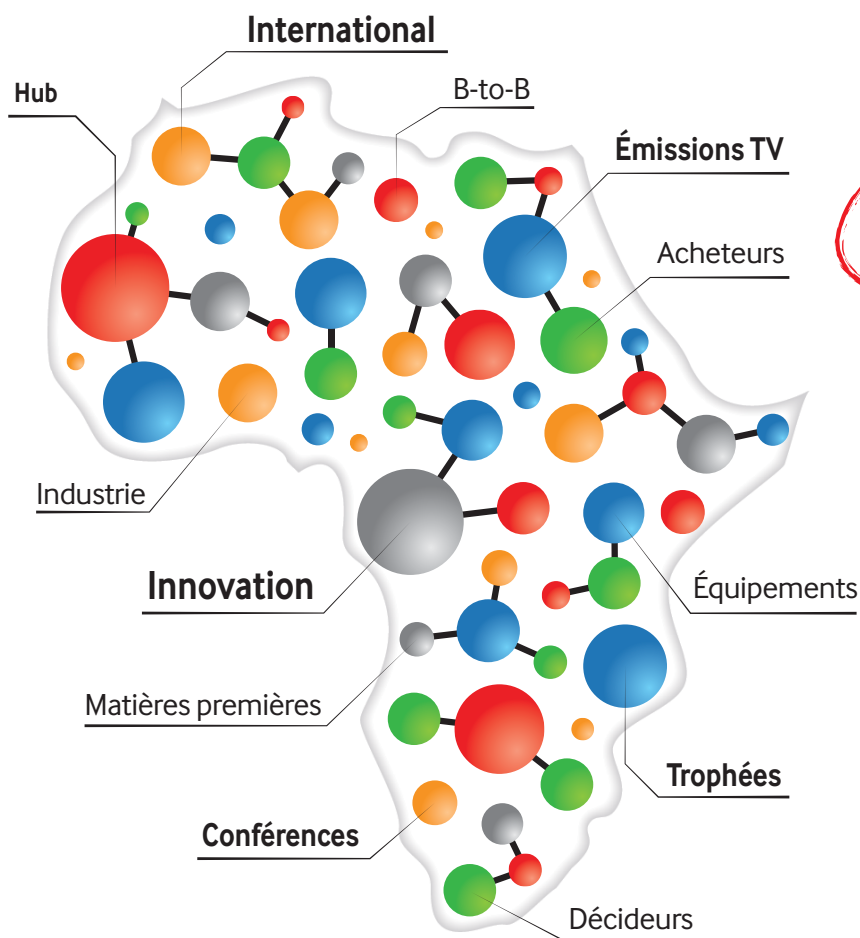 International
Hub
B-to-B
Émissions TV
Acheteurs
Industrie
Innovation
Équipements
Matières premières
Trophées
Conférences
Décideurs